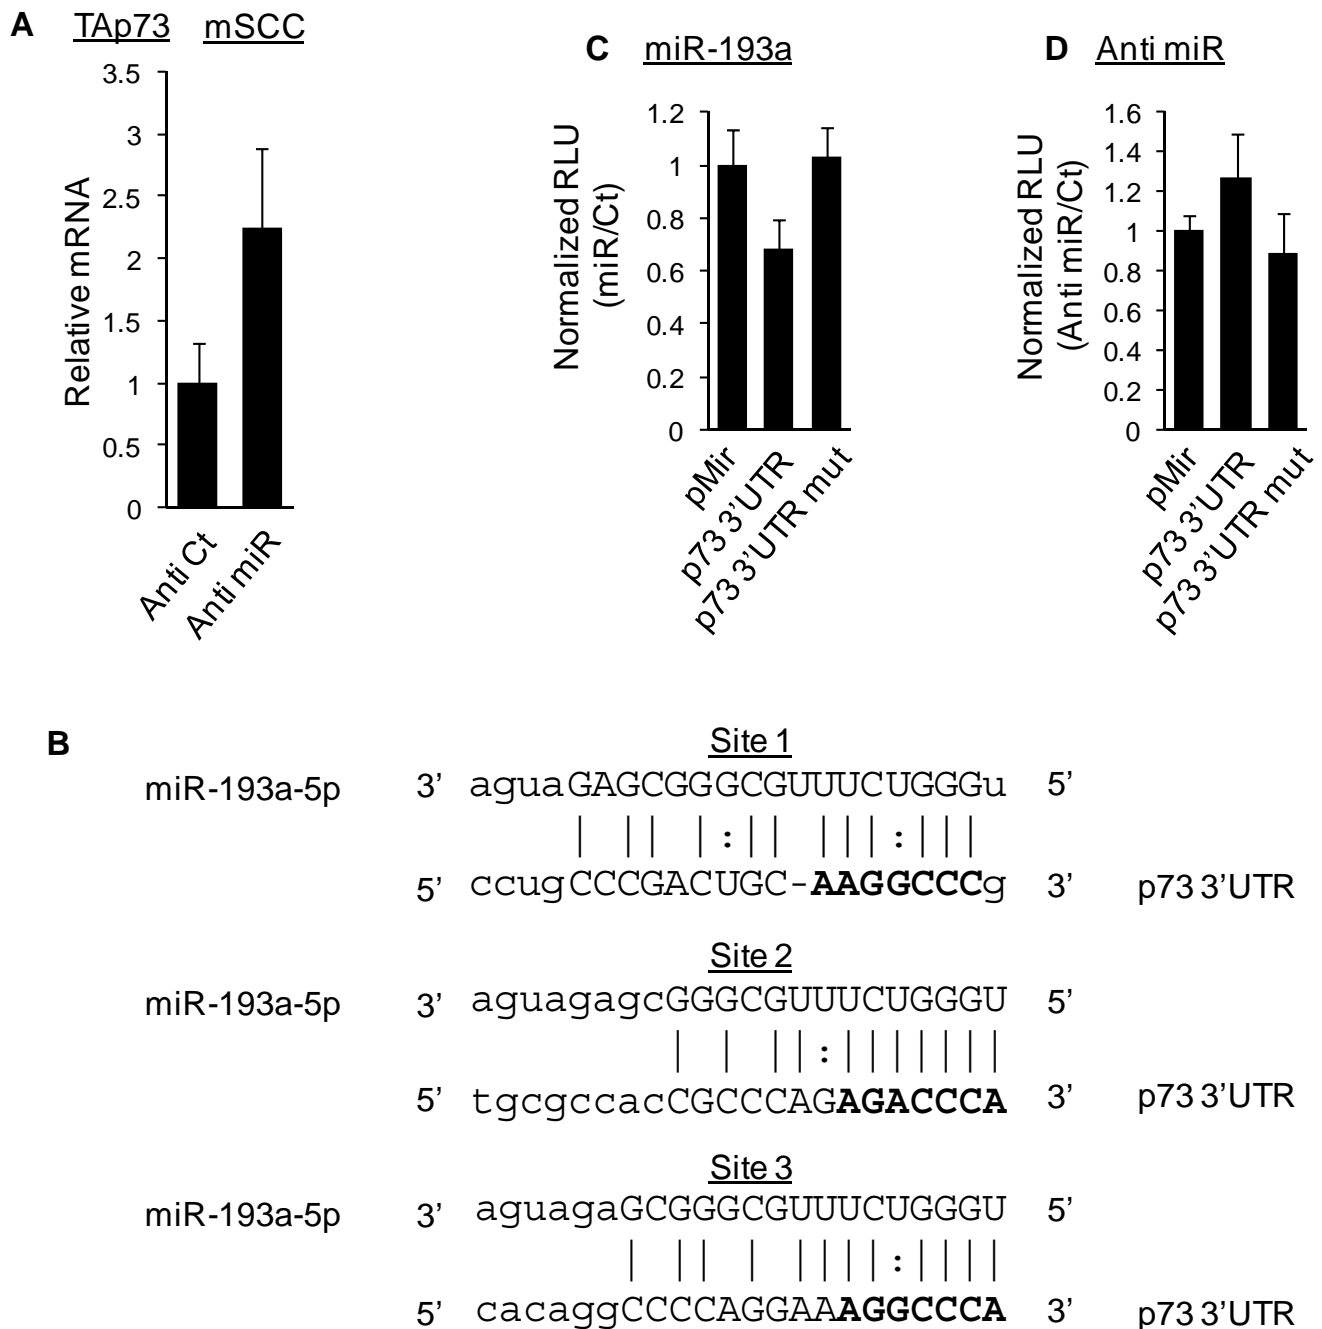 A TAp73 mSCC
Relative mRNA
3.5
3
2.5
2
1.5
1
0.5
0
Anti Ct
Anti miR
C miR-193a
Normalized RLU
(miR/Ct)
1.2
1
0.8
0.6
0.4
0.2
0
pMir
p73 3’UTR
p73 3’UTR mut
D Anti miR
Normalized RLU
(Anti miR/Ct)
1.6
1.4
1.2
1
0.8
0.6
0.4
0.2
0
pMir
p73 3’UTR
p73 3’UTR mut
B
Site 1
miR-193a-5p 3’ aguaGAGCGGGCGUUUCUGGGu 5’
| || |:|| |||:|||
5’ ccugCCCGACUGC-AAGGCCCg 3’ p73 3’UTR
Site 2
miR-193a-5p 3’ aguagagcGGGCGUUUCUGGGU 5’
| | ||:|||||||
5’ tgcgccacCGCCCAGAGACCCA 3’ p73 3’UTR
Site 3
miR-193a-5p 3’ aguagaGCGGGCGUUUCUGGGU 5’
| || | ||||:||||
5’ cacaggCCCCAGGAAAGGCCCA 3’ p73 3’UTR